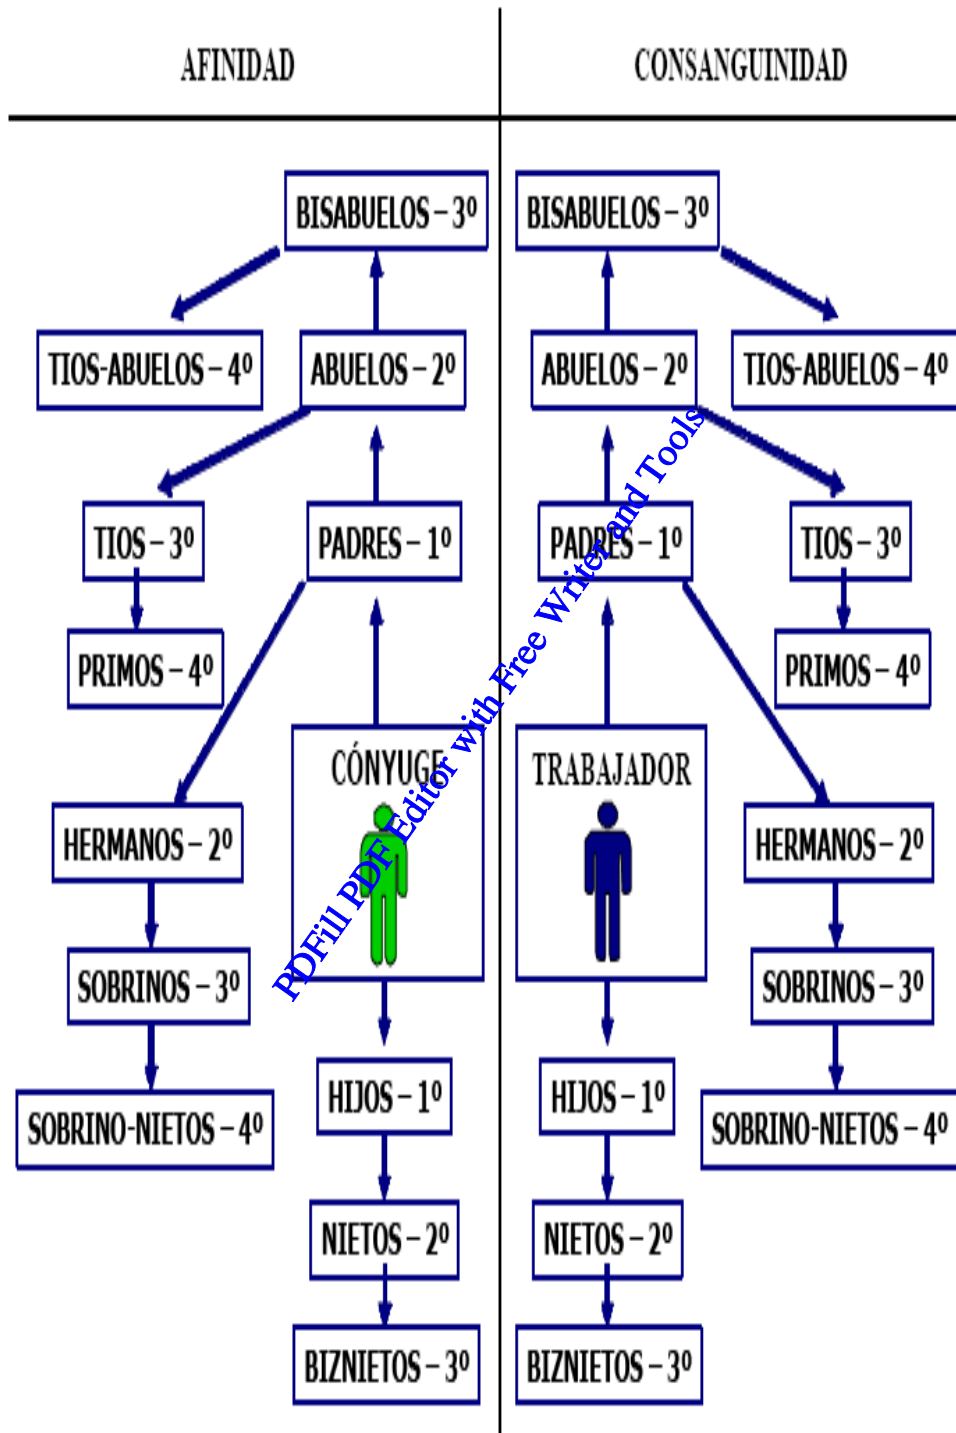 AFINIDAD
CONSANGUINIDAD
BISABUELOS – 3º
BISABUELOS – 3º
TIOS-ABUELOS – 4º
ABUELOS – 2º
ABUELOS – 2º
TIOS-ABUELOS – 4º
TIOS – 3º
PADRES – 1º
PADRES – 1º
TIOS – 3º
PRIMOS – 4º
PRIMOS – 4º
CÓNYUGE
TRABAJADOR
HERMANOS – 2º
HERMANOS – 2º
SOBRINOS – 3º
SOBRINOS – 3º
HIJOS – 1º
HIJOS – 1º
SOBRINO-NIETOS – 4º
SOBRINO-NIETOS – 4º
NIETOS – 2º
NIETOS – 2º
BIZNIETOS – 3º
BIZNIETOS – 3º
PDFill PDF Editor with Free Writer and Tools